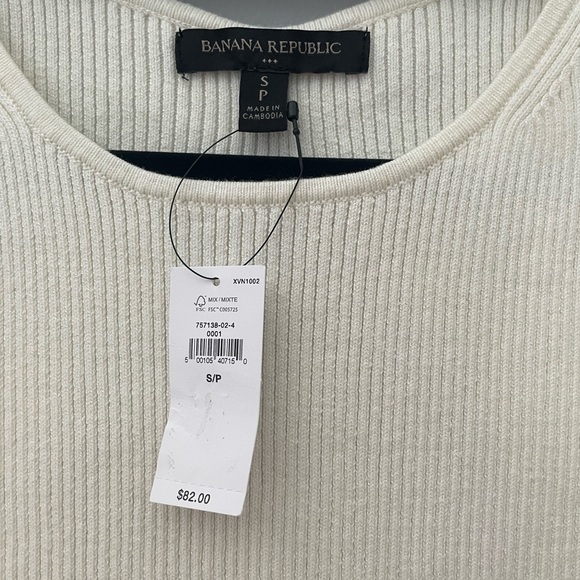 BANANA REPUBLIC
S
P
MADE IN
CAMBODIA
XVN1002
MIX / MIXTE
FSC
FSC™ C005725
757138-02-4
0001
5 00105 40715 0
S/P
$82.00